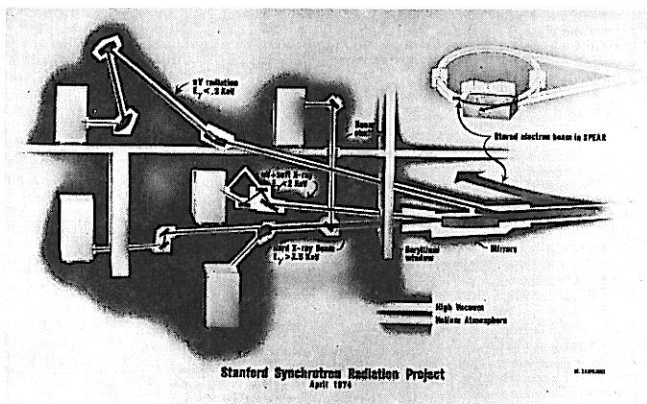 uV radiation
Eγ < .3 KeV
Stored electron beam in SPEAR
soft X-ray
Eγ < 2 KeV
hard X-ray Beam
Eγ > 2.5 KeV
Beryllium
window
Mirrors
High Vacuum
Helium Atmosphere
Stanford Synchrotron Radiation Project
April 1974